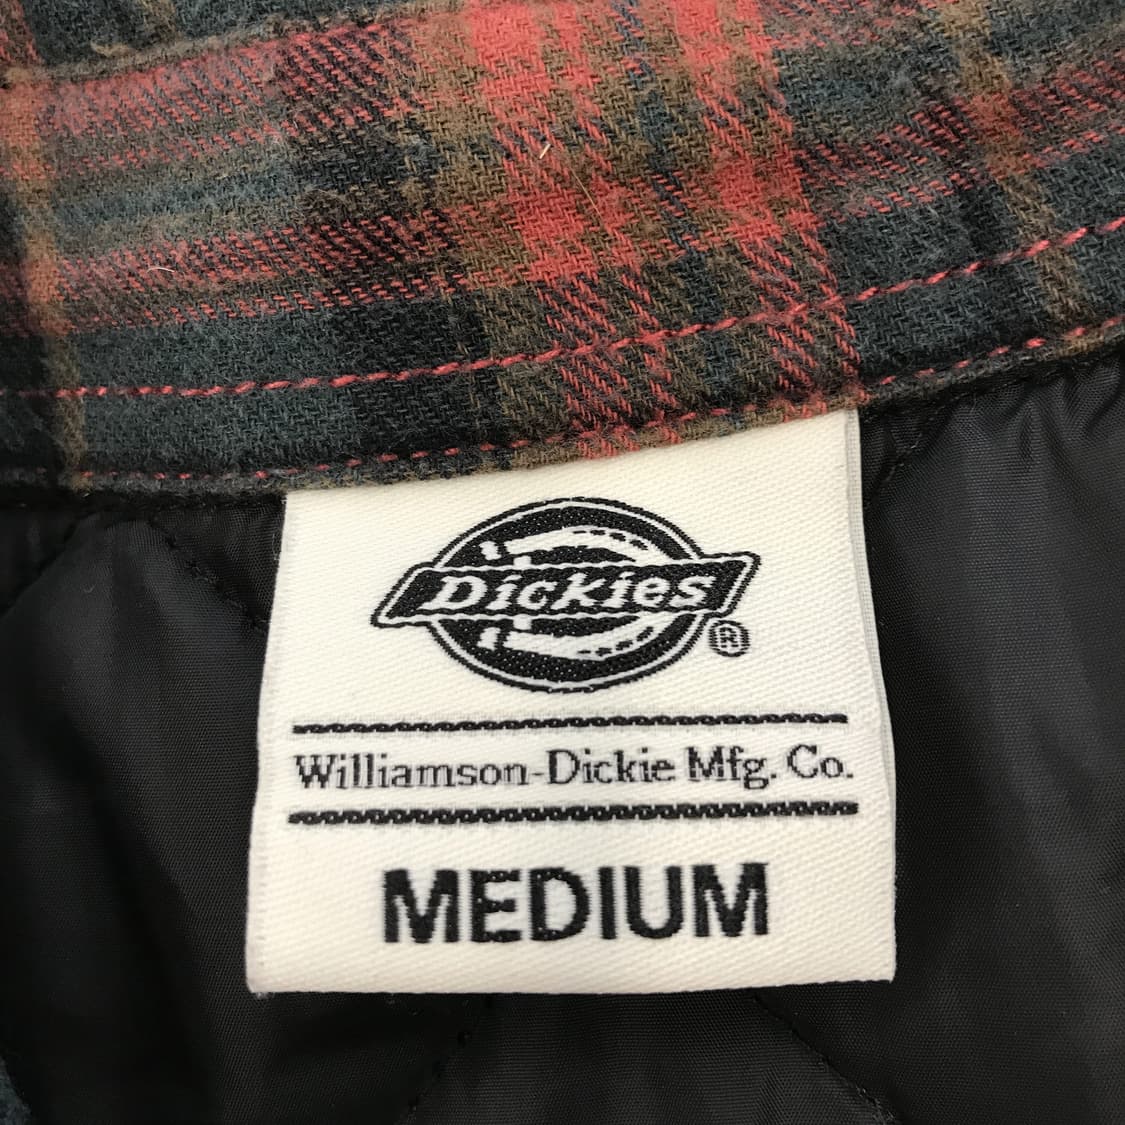 Dickies
®
Williamson-Dickie Mfg. Co.
MEDIUM